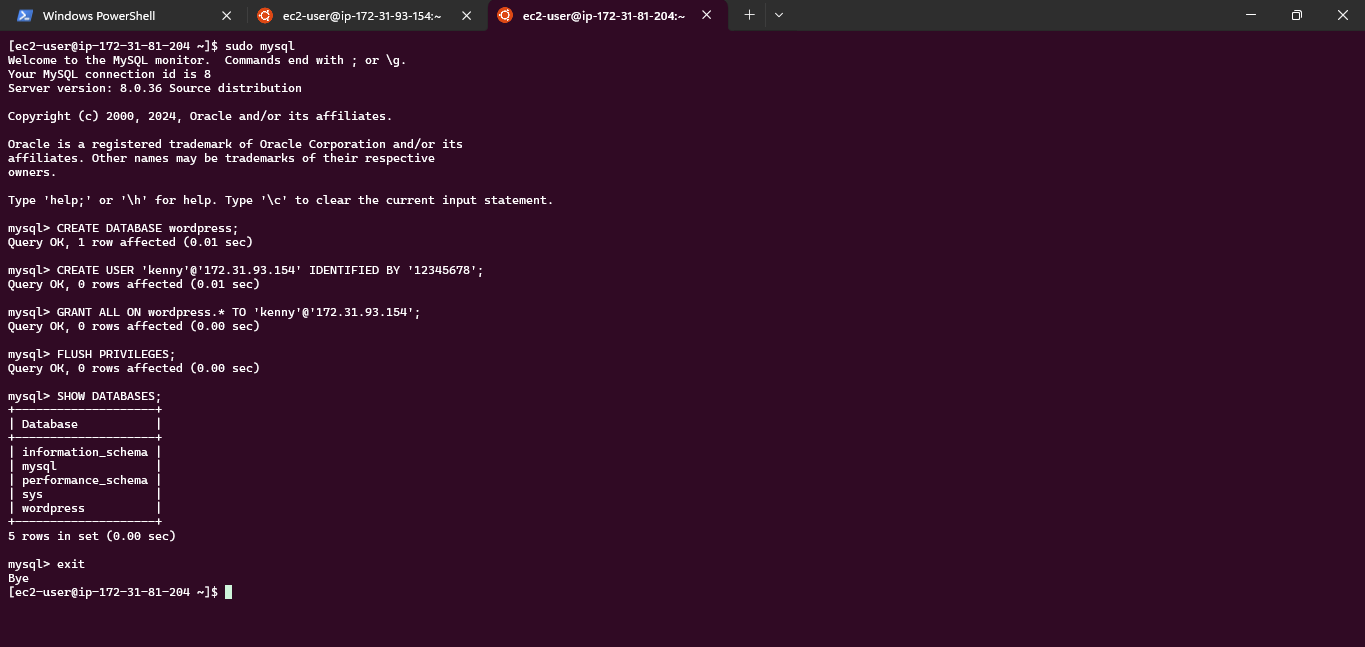 Windows PowerShell
ec2-user@ip-172-31-93-154:~
ec2-user@ip-172-31-81-204:~
[ec2-user@ip-172-31-81-204 ~]$ sudo mysql
Welcome to the MySQL monitor.  Commands end with ; or \g.
Your MySQL connection id is 8
Server version: 8.0.36 Source distribution
Copyright (c) 2000, 2024, Oracle and/or its affiliates.
Oracle is a registered trademark of Oracle Corporation and/or its
affiliates. Other names may be trademarks of their respective
owners.
Type 'help;' or '\h' for help. Type '\c' to clear the current input statement.
mysql> CREATE DATABASE wordpress;
Query OK, 1 row affected (0.01 sec)
mysql> CREATE USER 'kenny'@'172.31.93.154' IDENTIFIED BY '12345678';
Query OK, 0 rows affected (0.01 sec)
mysql> GRANT ALL ON wordpress.* TO 'kenny'@'172.31.93.154';
Query OK, 0 rows affected (0.00 sec)
mysql> FLUSH PRIVILEGES;
Query OK, 0 rows affected (0.00 sec)
mysql> SHOW DATABASES;
+--------------------+
| Database           |
+--------------------+
| information_schema |
| mysql              |
| performance_schema |
| sys                |
| wordpress          |
+--------------------+
5 rows in set (0.00 sec)
mysql> exit
Bye
[ec2-user@ip-172-31-81-204 ~]$